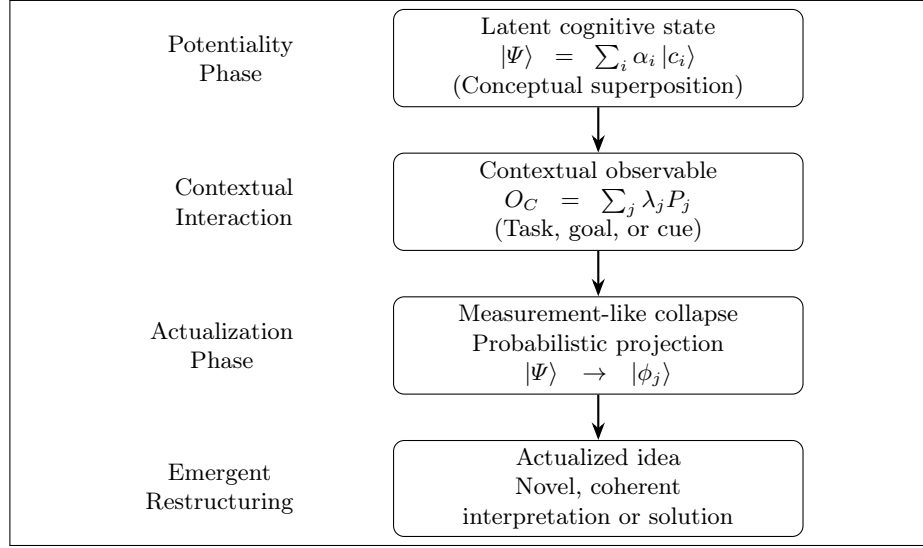 Potentiality
Phase
Latent cognitive state
|Ψ⟩ = ∑_i α_i |c_i⟩
(Conceptual superposition)
Contextual
Interaction
Contextual observable
O_C = ∑_j λ_j P_j
(Task, goal, or cue)
Actualization
Phase
Measurement-like collapse
Probabilistic projection
|Ψ⟩ → |ϕ_j⟩
Emergent
Restructuring
Actualized idea
Novel, coherent
interpretation or solution